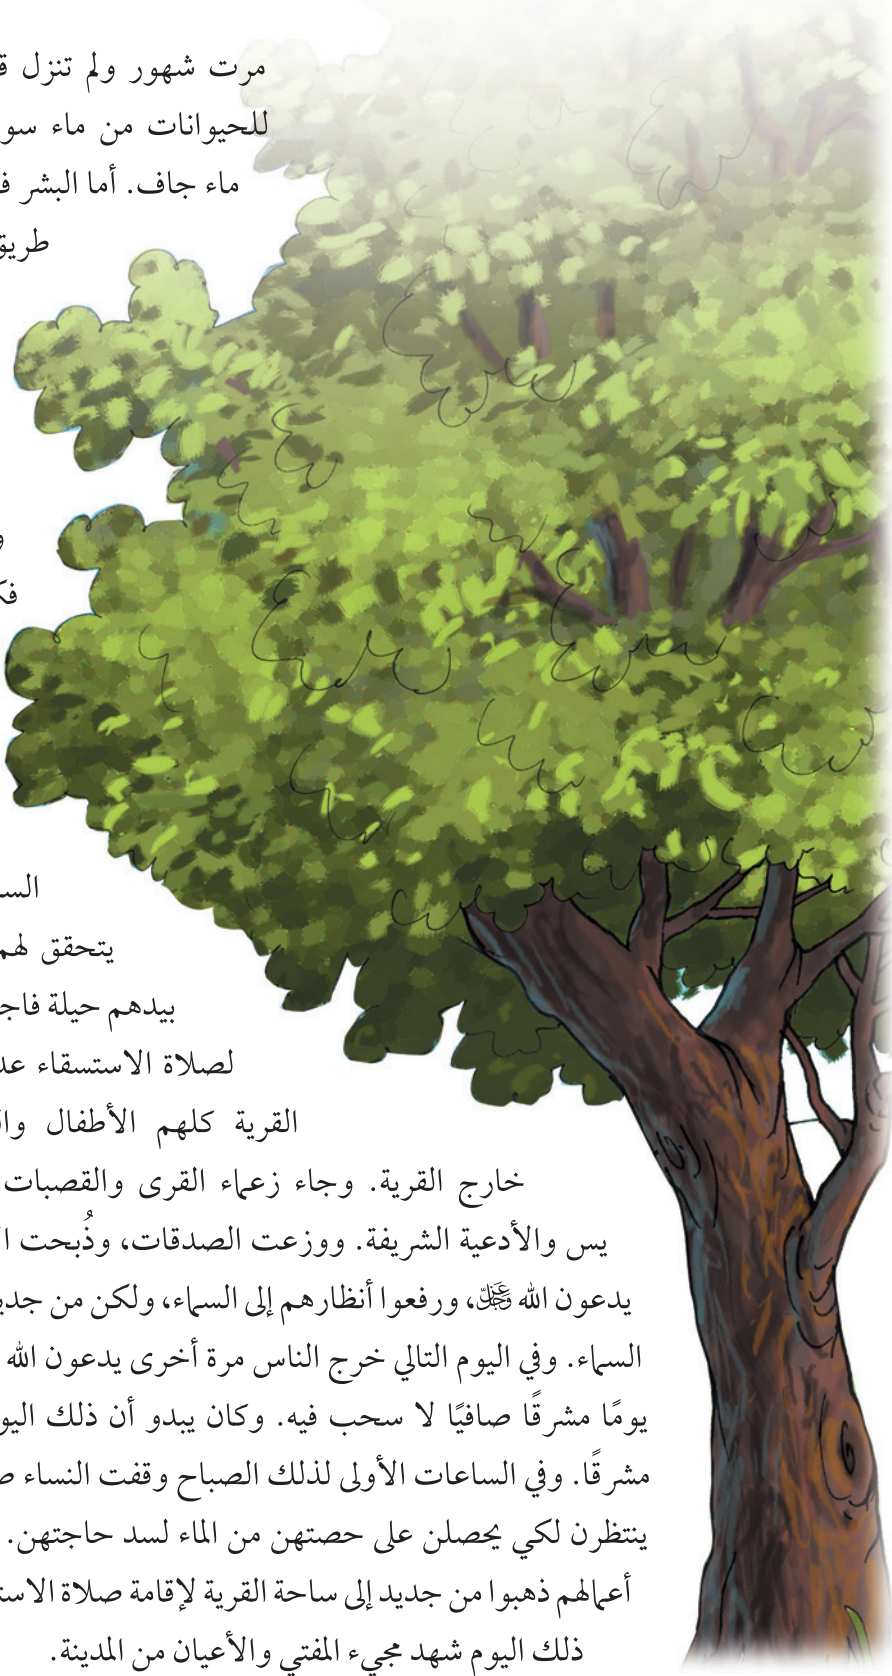 مرت شهور ولم تنزل ق
للحيوانات من ماء سو
ماء جاف. أما البشر ف
طريق
و
فك
الس
يتحقق لهم
بيدهم حيلة فاج
لصلاة الاستسقاء عد
القرية كلهم الأطفال وال
خارج القرية. وجاء زعماء القرى والقصبات
يس والأدعية الشريفة. ووزعت الصدقات، وذُبحت ا
يدعون الله ﷻ، ورفعوا أنظارهم إلى السماء، ولكن من جدي
السماء. وفي اليوم التالي خرج الناس مرة أخرى يدعون الله
يومًا مشرقًا صافيًا لا سحب فيه. وكان يبدو أن ذلك اليو
مشرقًا. وفي الساعات الأولى لذلك الصباح وقفت النساء ص
ينتظرن لكي يحصلن على حصتهن من الماء لسد حاجتهن.
أعمالهم ذهبوا من جديد إلى ساحة القرية لإقامة صلاة الاست
ذلك اليوم شهد مجيء المفتي والأعيان من المدينة.